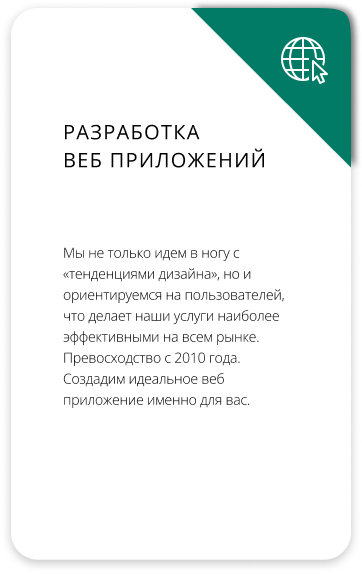 РАЗРАБОТКА
ВЕБ ПРИЛОЖЕНИЙ
Мы не только идем в ногу с
«тенденциями дизайна», но и
ориентируемся на пользователей,
что делает наши услуги наиболее
эффективными на всем рынке.
Превосходство с 2010 года.
Создадим идеальное веб
приложение именно для вас.